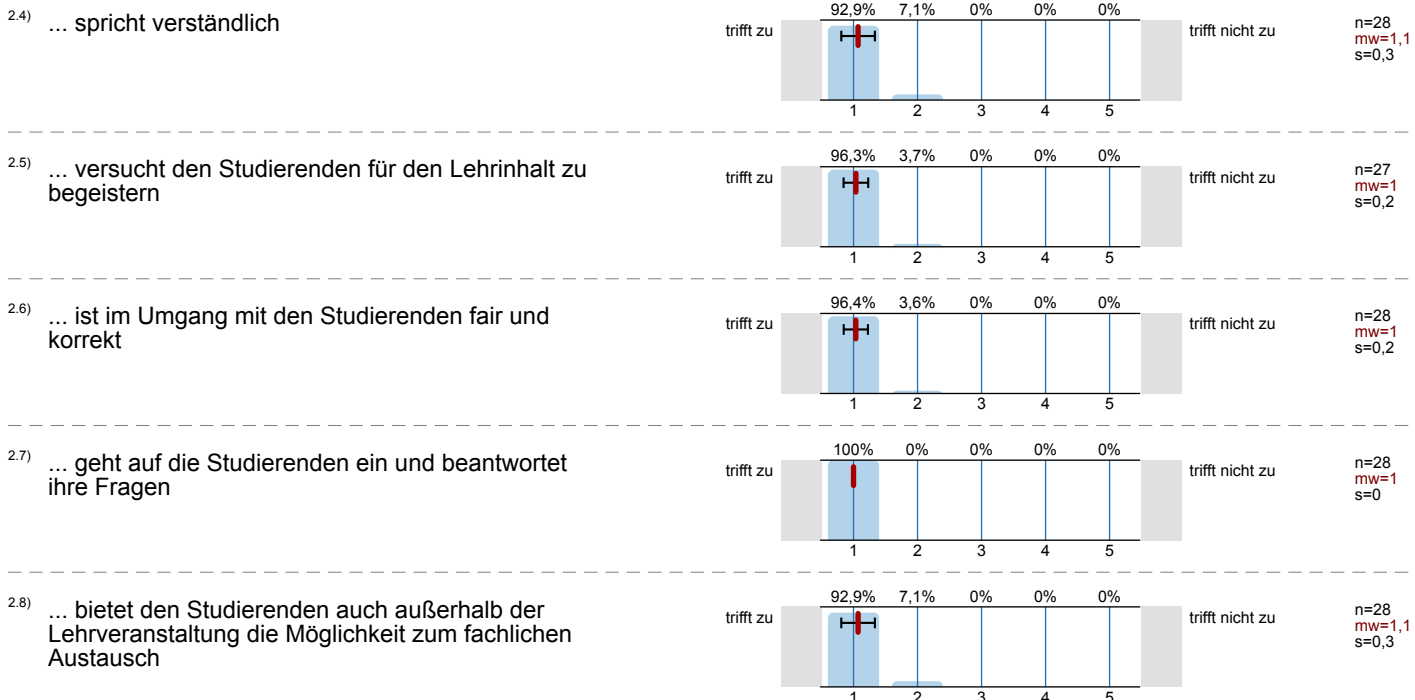 2.4) ... spricht verständlich
trifft zu
92,9% 7,1% 0% 0% 0%
1 2 3 4 5
trifft nicht zu
n=28
mw=1,1
s=0,3
2.5) ... versucht den Studierenden für den Lehrinhalt zu
begeistern
trifft zu
96,3% 3,7% 0% 0% 0%
1 2 3 4 5
trifft nicht zu
n=27
mw=1
s=0,2
2.6) ... ist im Umgang mit den Studierenden fair und
korrekt
trifft zu
96,4% 3,6% 0% 0% 0%
1 2 3 4 5
trifft nicht zu
n=28
mw=1
s=0,2
2.7) ... geht auf die Studierenden ein und beantwortet
ihre Fragen
trifft zu
100% 0% 0% 0% 0%
1 2 3 4 5
trifft nicht zu
n=28
mw=1
s=0
2.8) ... bietet den Studierenden auch außerhalb der
Lehrveranstaltung die Möglichkeit zum fachlichen
Austausch
trifft zu
92,9% 7,1% 0% 0% 0%
1 2 3 4 5
trifft nicht zu
n=28
mw=1,1
s=0,3